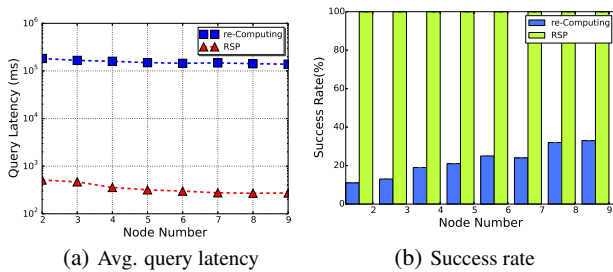 10^6
10^5
10^4
10^3
10^2
Query Latency (ms)
re-Computing
RSP
2 3 4 5 6 7 8 9
Node Number
(a) Avg. query latency
100
80
60
40
20
0
Success Rate(%)
re-Computing
RSP
2 3 4 5 6 7 8 9
Node Number
(b) Success rate